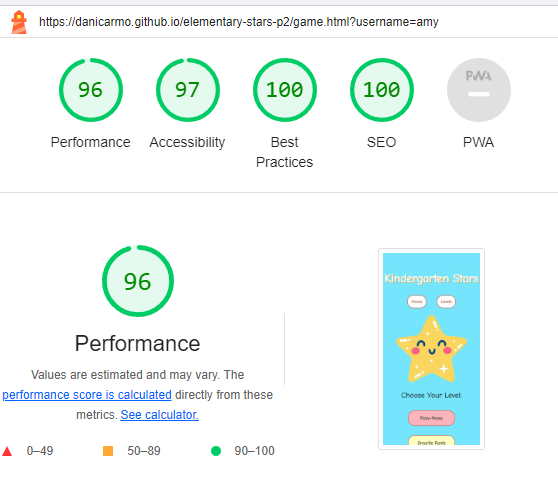 https://danicarmo.github.io/elementary-stars-p2/game.html?username=amy
96
97
100
100
PWA
Performance
Accessibility
Best
Practices
SEO
PWA
96
Performance
Values are estimated and may vary. The
performance score is calculated directly from these
metrics. See calculator.
0–49
50–89
90–100
Kindergarten Stars
Home
Levels
Choose Your Level:
Easy-Peasy
Smartie Pants